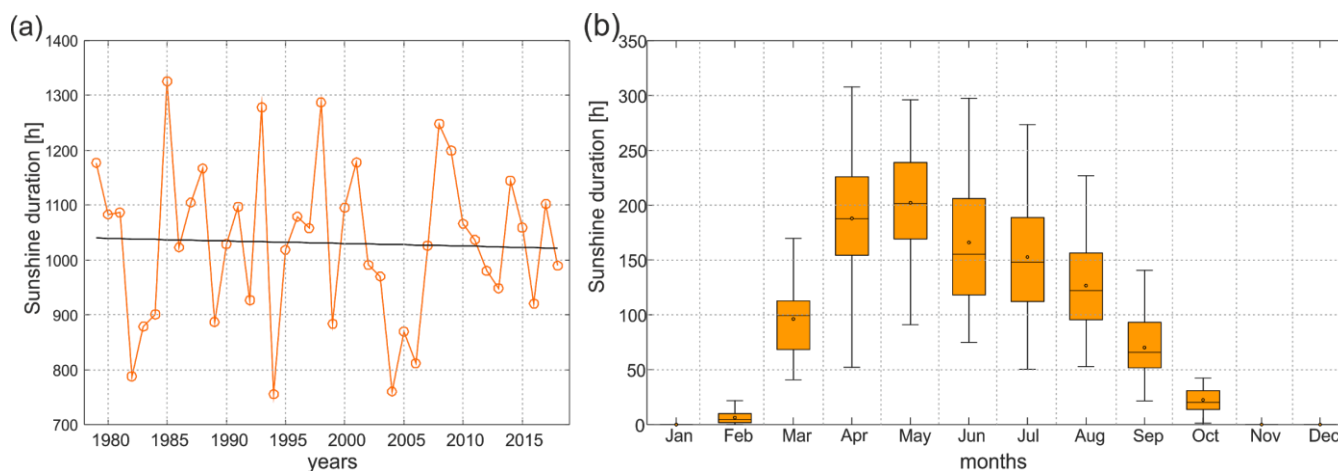 (a)
Sunshine duration [h]
1400
1300
1200
1100
1000
900
800
700
1980 1985 1990 1995 2000 2005 2010 2015
years
(b)
Sunshine duration [h]
350
300
250
200
150
100
50
0
Jan Feb Mar Apr May Jun Jul Aug Sep Oct Nov Dec
months